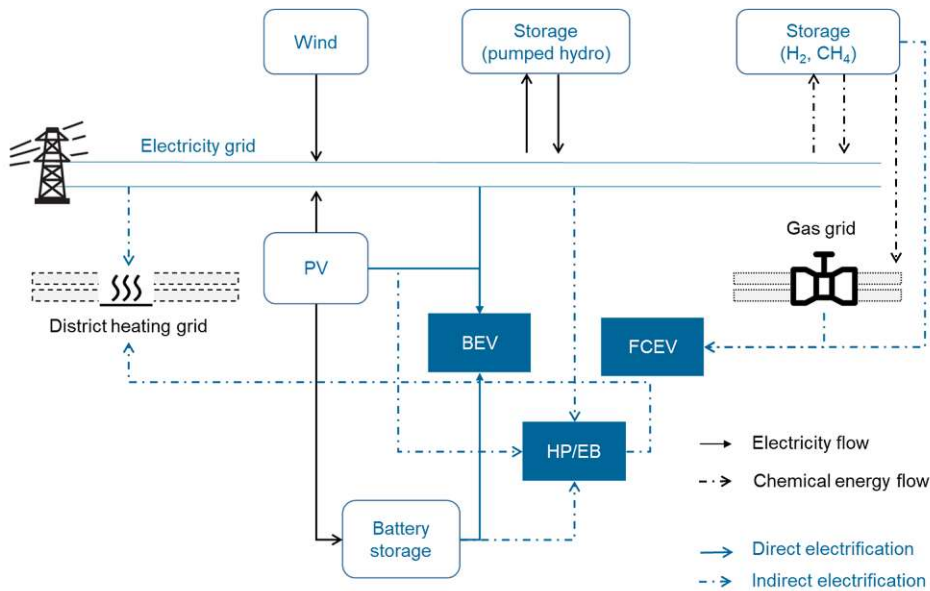 Wind
Storage
(pumped hydro)
Storage
(H₂, CH₄)
Electricity grid
Gas grid
PV
District heating grid
BEV
FCEV
HP/EB
Electricity flow
Chemical energy flow
Battery
storage
Direct electrification
Indirect electrification